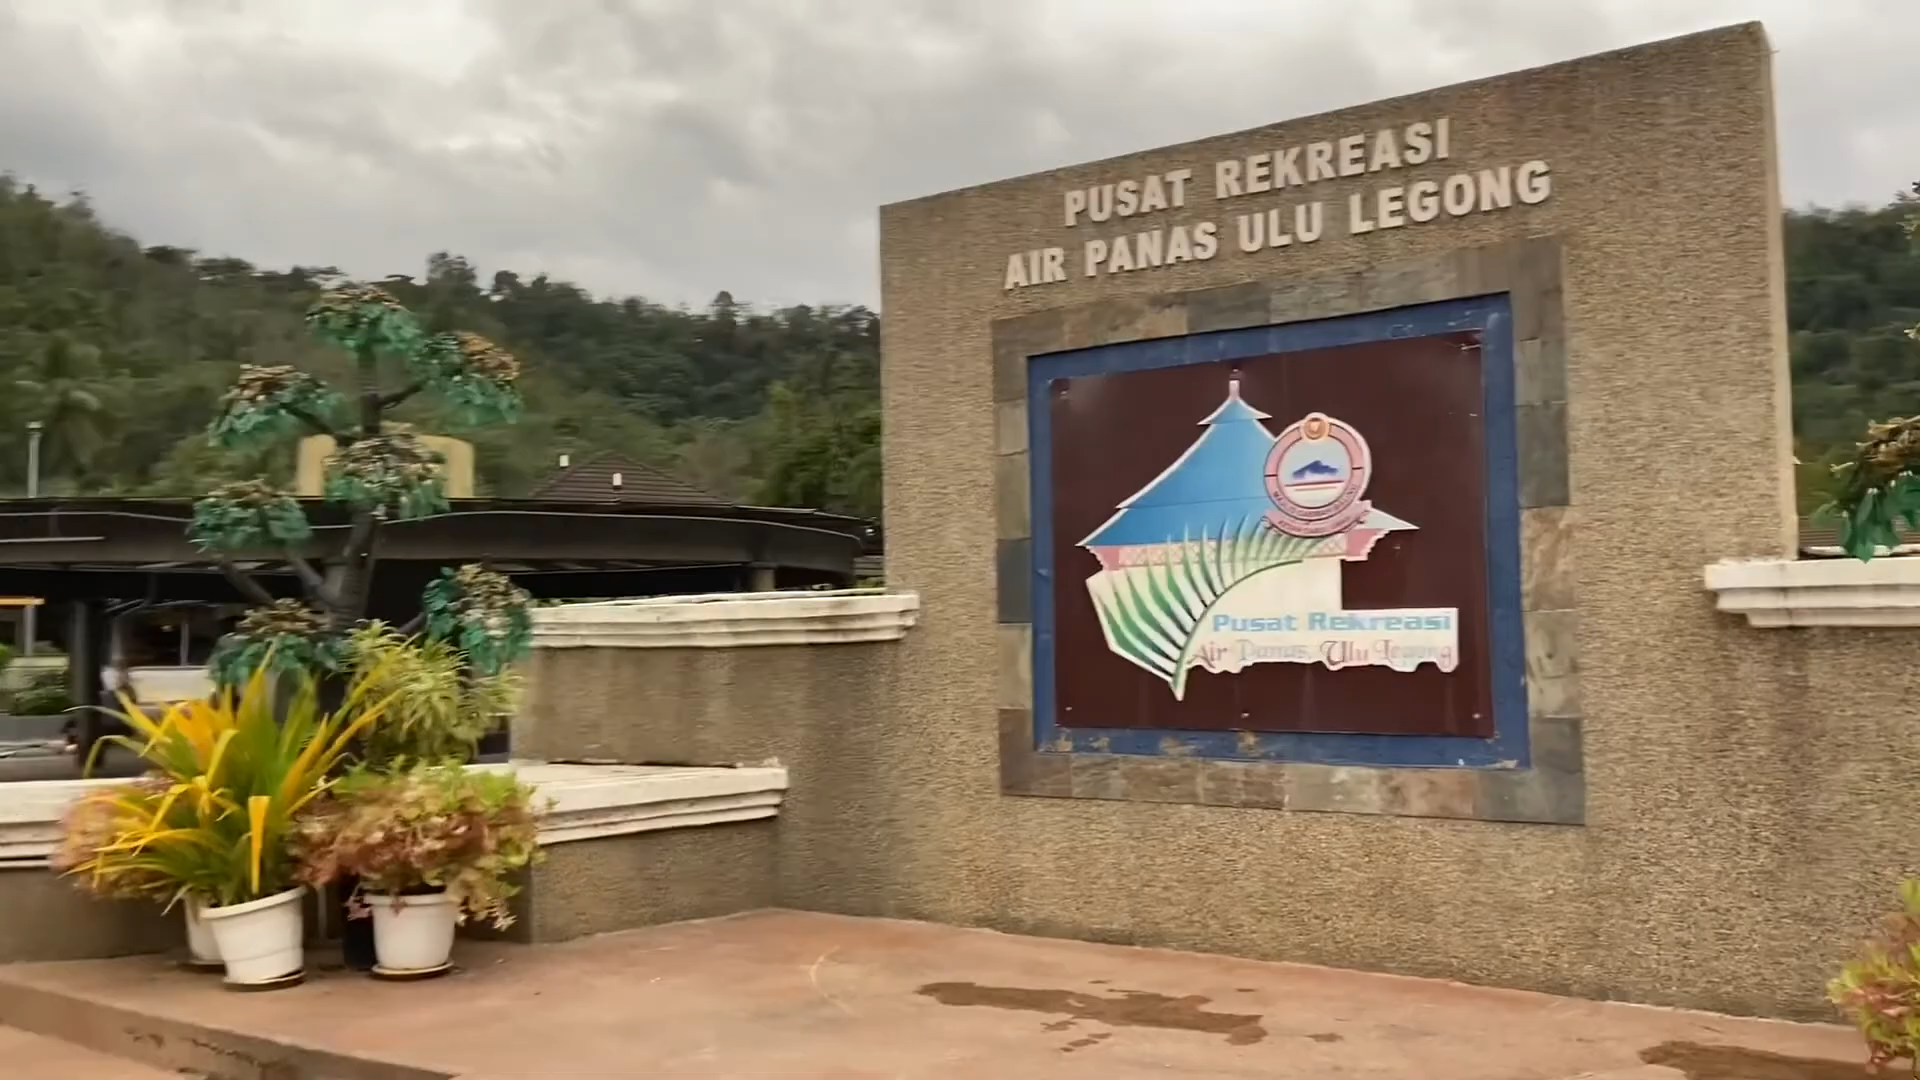 PUSAT REKREASI
AIR PANAS ULU LEGONG
Pusat Rekreasi
Air Panas, Ulu Legong